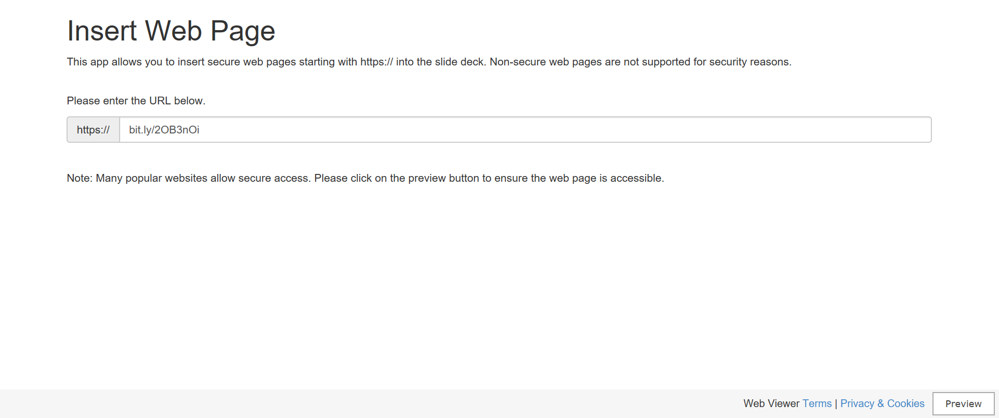 Insert Web Page
This app allows you to insert secure web pages starting with https:// into the slide deck. Non-secure web pages are not supported for security reasons.
Please enter the URL below.
https:// bit.ly/2OB3nOi
Note: Many popular websites allow secure access. Please click on the preview button to ensure the web page is accessible.
Web Viewer Terms | Privacy & Cookies Preview